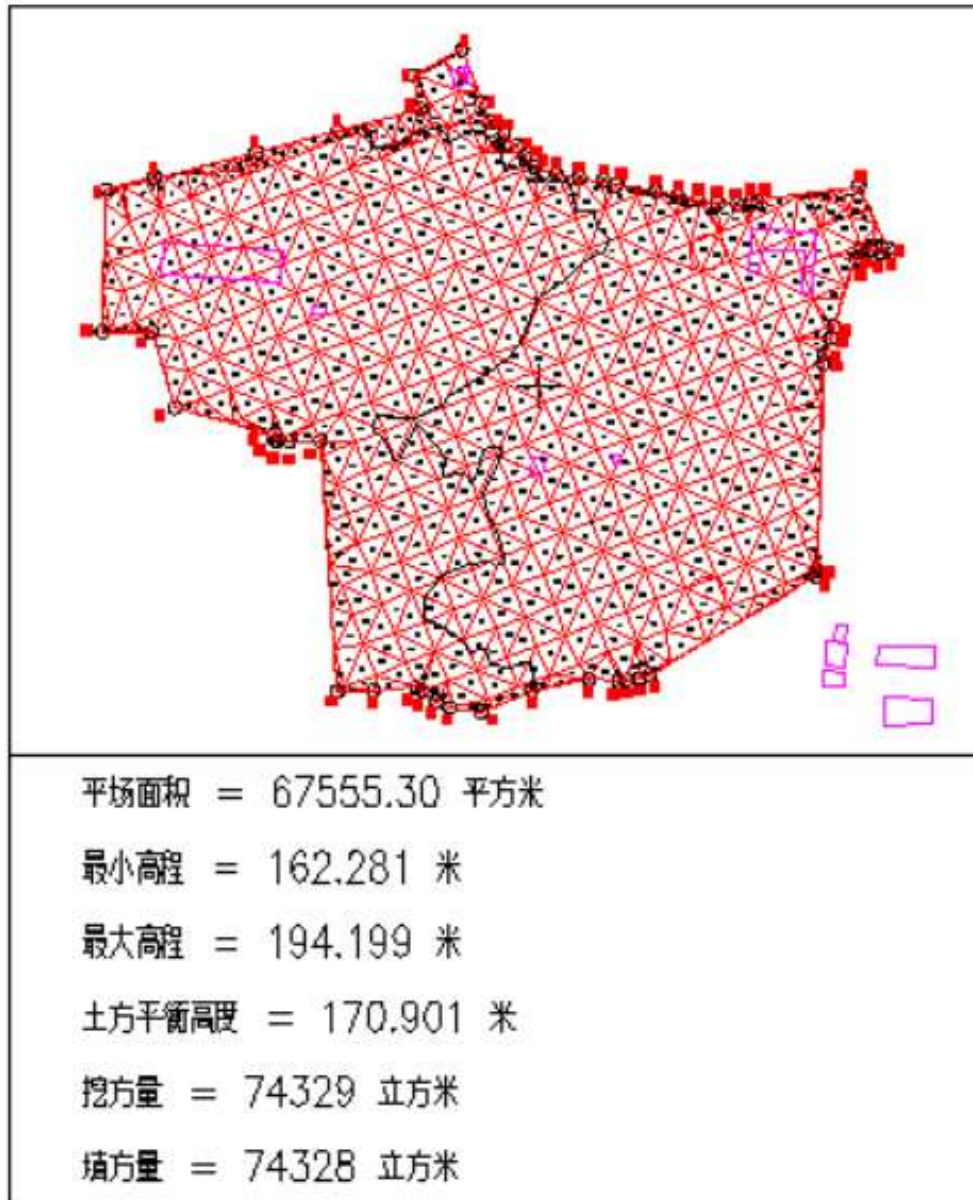 平场面积 = 67555.30 平方米
最小高程 = 162.281 米
最大高程 = 194.199 米
土方平衡高度 = 170.901 米
挖方量 = 74329 立方米
填方量 = 74328 立方米